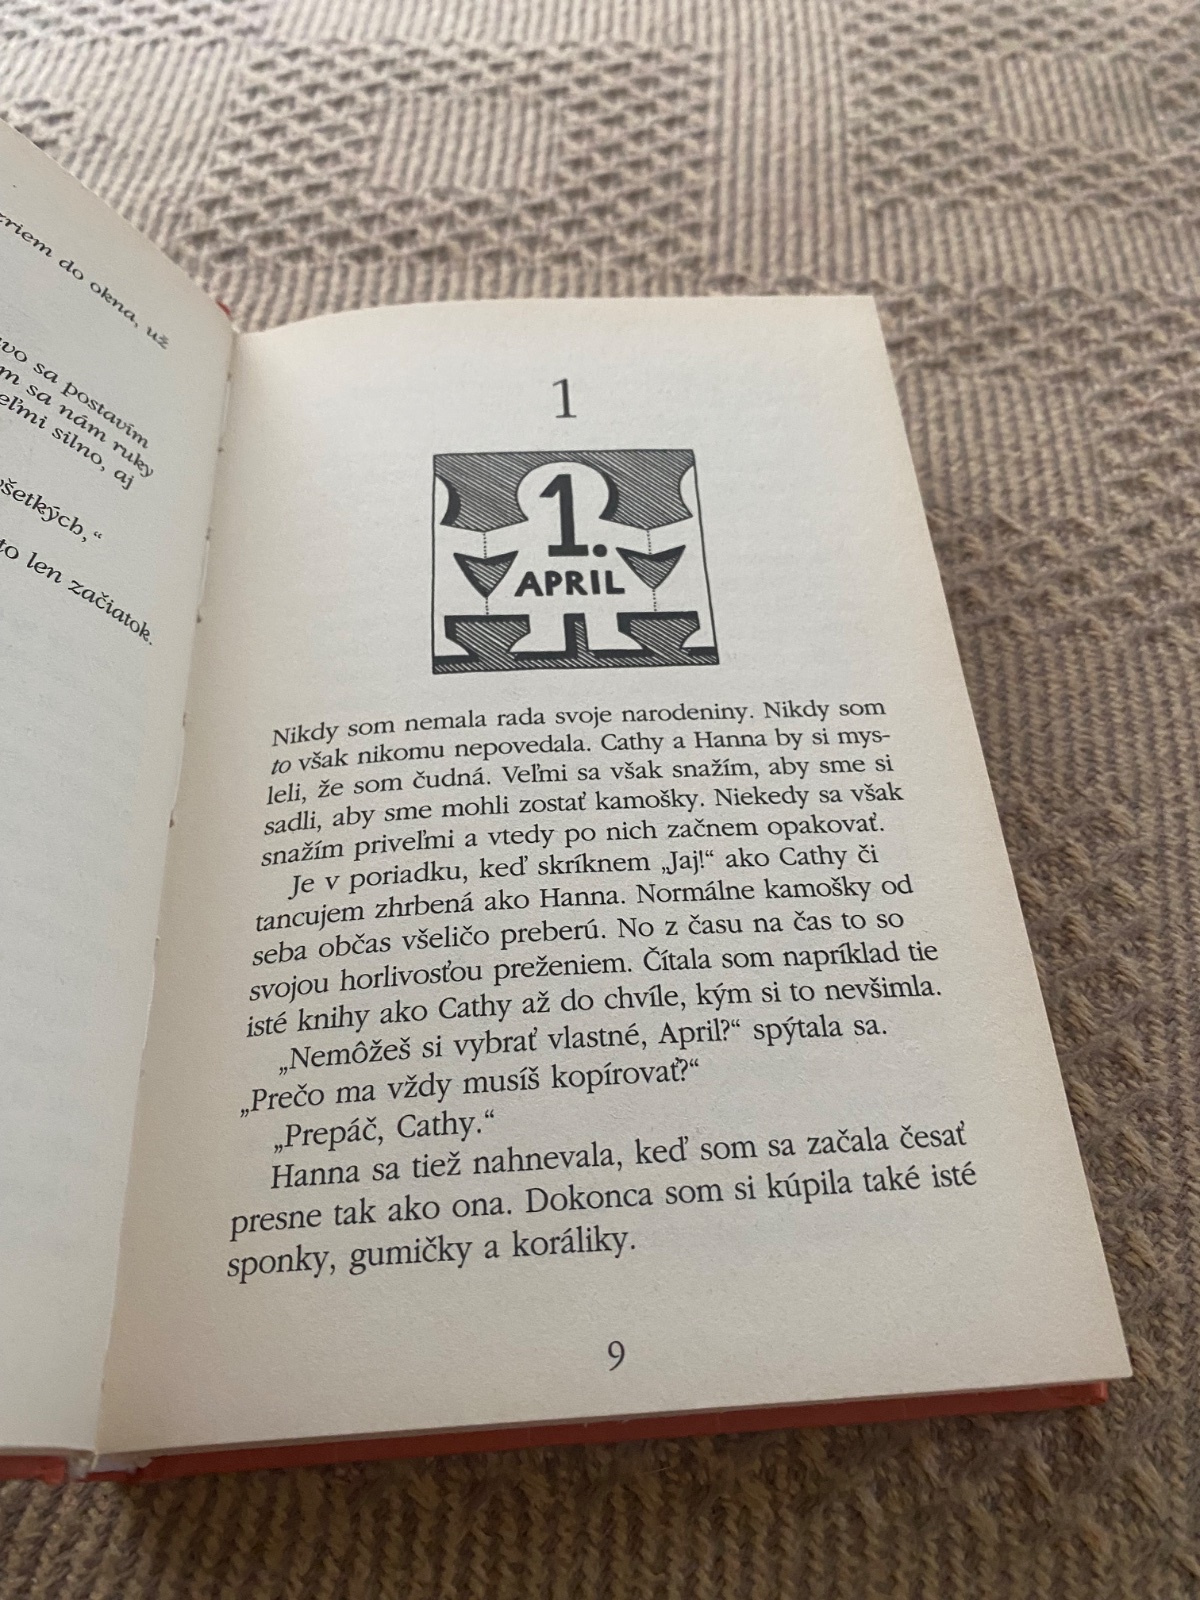 zriem do okna, už
sa postavím
sa nám ruky
silno, aj
to len začiatok.
1
1.
APRIL
Nikdy som nemala rada svoje narodeniny. Nikdy som
to však nikomu nepovedala. Cathy a Hanna by si mys-
leli, že som čudná. Veľmi sa však snažím, aby sme si
sadli, aby sme mohli zostať kamošky. Niekedy sa však
snažím priveľmi a vtedy po nich začnem opakovať.
Je v poriadku, keď skríknem „Jaj!“ ako Cathy či
tancujem zhrbená ako Hanna. Normálne kamošky od
seba občas všeličo preberú. No z času na čas to so
svojou horlivosťou preženiem. Čítala som napríklad tie
isté knihy ako Cathy až do chvíle, kým si to nevšimla.
„Nemôžeš si vybrať vlastné, April?“ spýtala sa.
„Prečo ma vždy musíš kopírovať?“
„Prepáč, Cathy.“
Hanna sa tiež nahnevala, keď som sa začala česať
presne tak ako ona. Dokonca som si kúpila také isté
sponky, gumičky a koráliky.
9